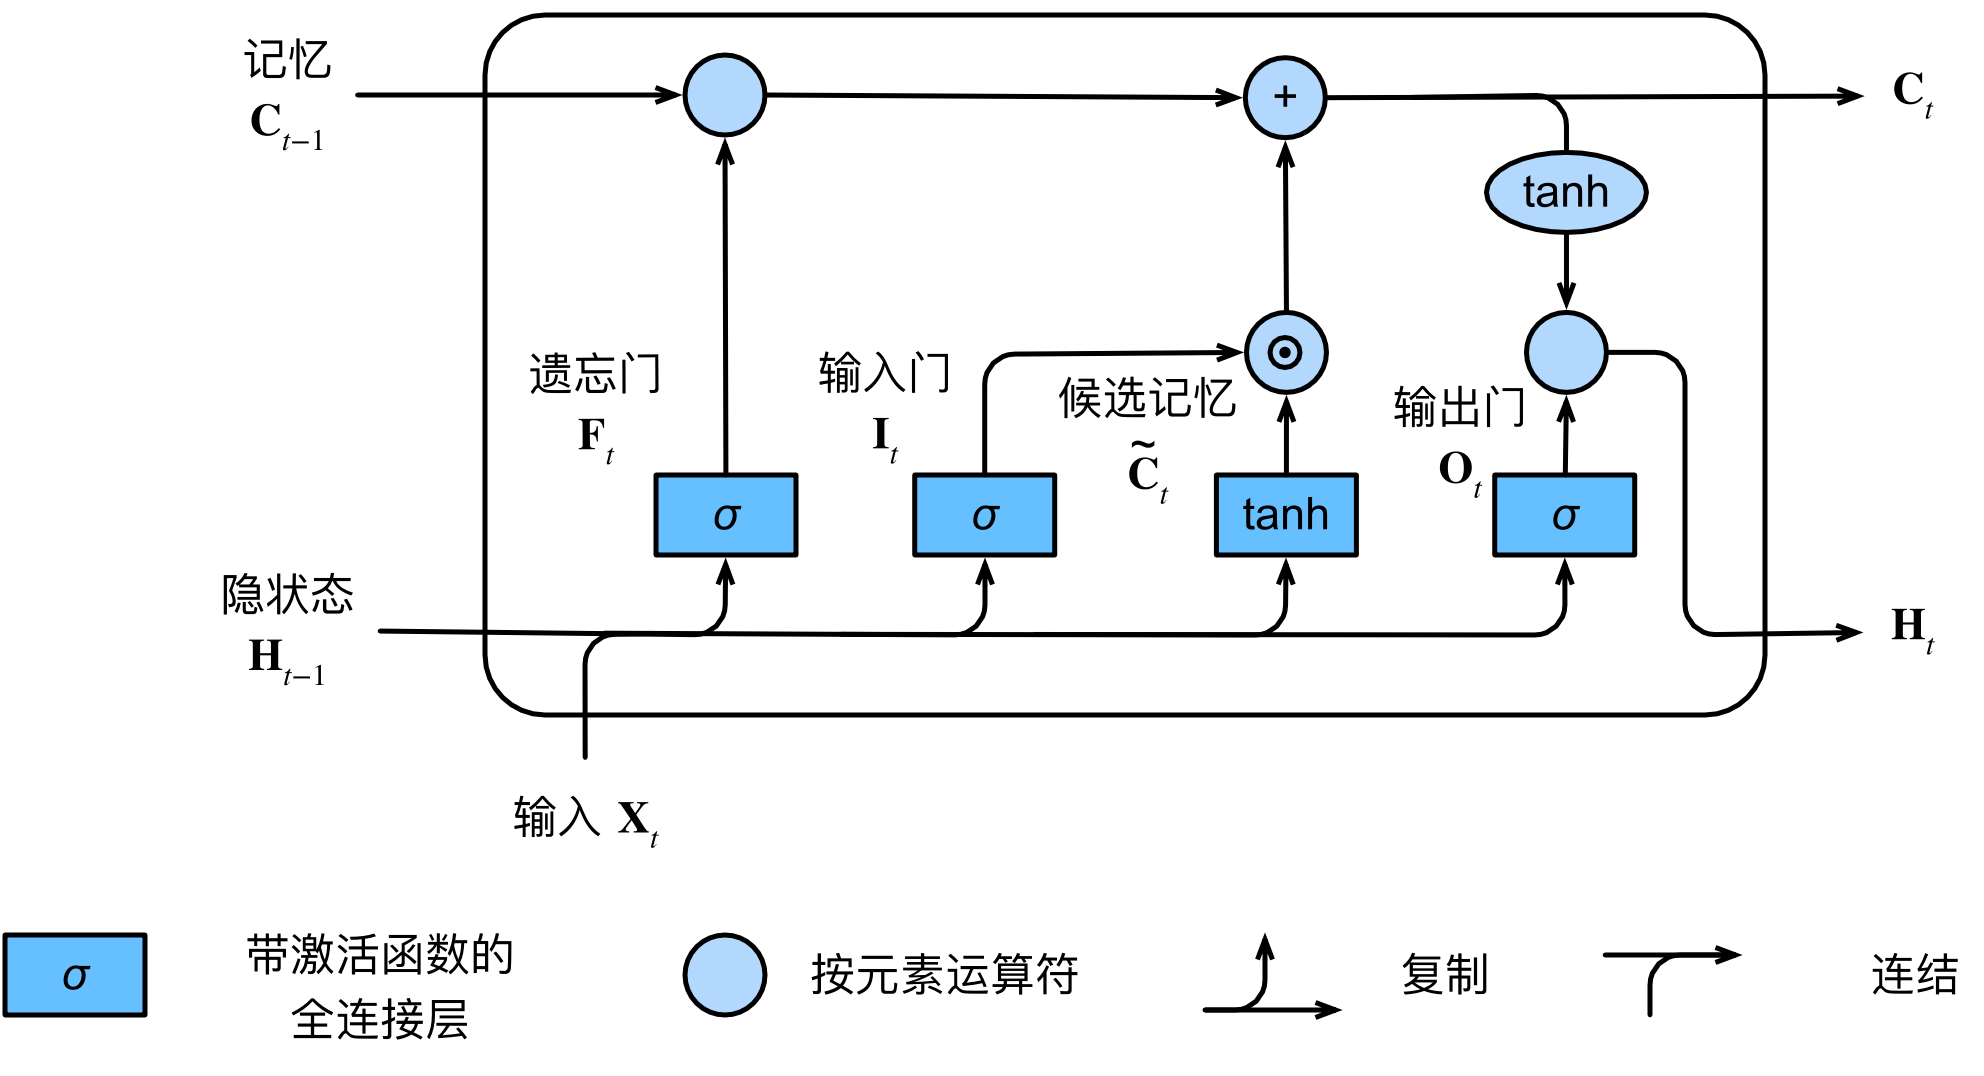 记忆
C_{t−1}
+
C_t
tanh
遗忘门
F_t
输入门
I_t
⊙
候选记忆
C̃_t
输出门
O_t
σ
σ
tanh
σ
隐状态
H_{t−1}
H_t
输入 X_t
σ
带激活函数的
全连接层
按元素运算符
复制
连结